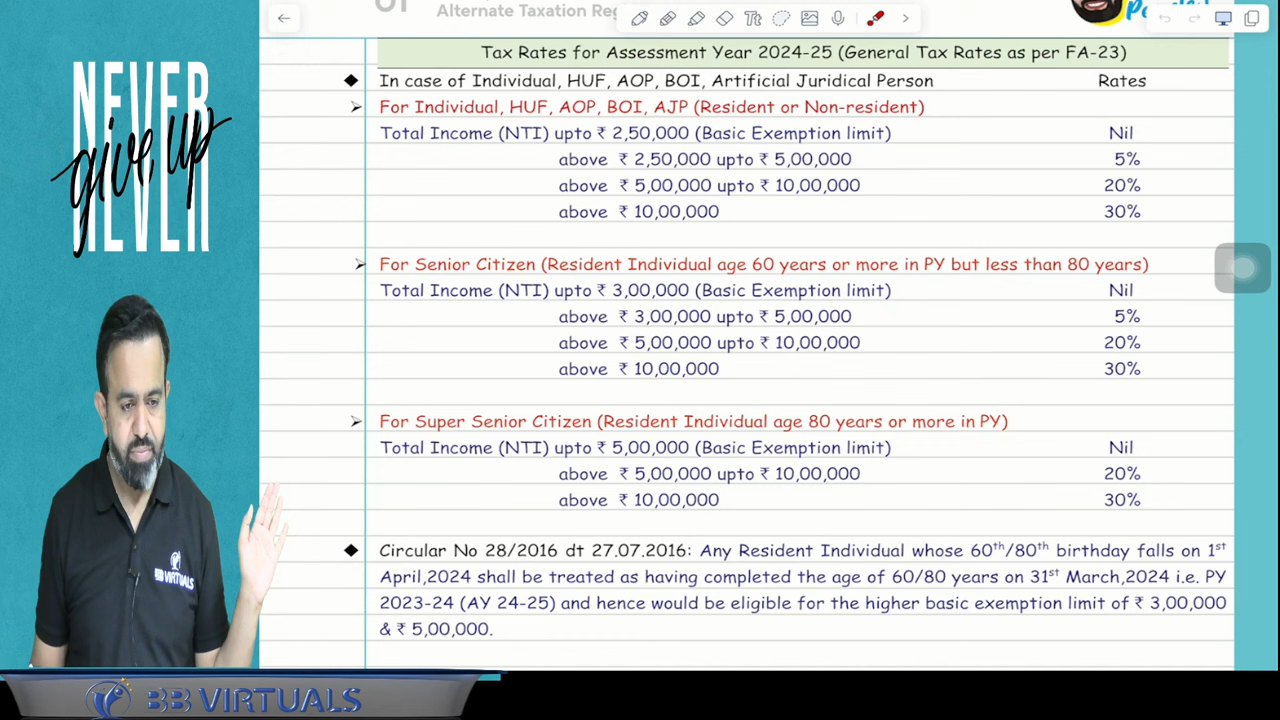 Alternate Taxation Reg
NEVER
give up
NEVER
Tax Rates for Assessment Year 2024-25 (General Tax Rates as per FA-23)
◆ In case of Individual, HUF, AOP, BOI, Artificial Juridical Person Rates
➢ For Individual, HUF, AOP, BOI, AJP (Resident or Non-resident)
Total Income (NTI) upto ₹ 2,50,000 (Basic Exemption limit) Nil
above ₹ 2,50,000 upto ₹ 5,00,000 5%
above ₹ 5,00,000 upto ₹ 10,00,000 20%
above ₹ 10,00,000 30%
➢ For Senior Citizen (Resident Individual age 60 years or more in PY but less than 80 years)
Total Income (NTI) upto ₹ 3,00,000 (Basic Exemption limit) Nil
above ₹ 3,00,000 upto ₹ 5,00,000 5%
above ₹ 5,00,000 upto ₹ 10,00,000 20%
above ₹ 10,00,000 30%
➢ For Super Senior Citizen (Resident Individual age 80 years or more in PY)
Total Income (NTI) upto ₹ 5,00,000 (Basic Exemption limit) Nil
above ₹ 5,00,000 upto ₹ 10,00,000 20%
above ₹ 10,00,000 30%
◆ Circular No 28/2016 dt 27.07.2016: Any Resident Individual whose 60th/80th birthday falls on 1st
April,2024 shall be treated as having completed the age of 60/80 years on 31st March,2024 i.e. PY
2023-24 (AY 24-25) and hence would be eligible for the higher basic exemption limit of ₹ 3,00,000
& ₹ 5,00,000.
BB VIRTUALS
BB VIRTUALS